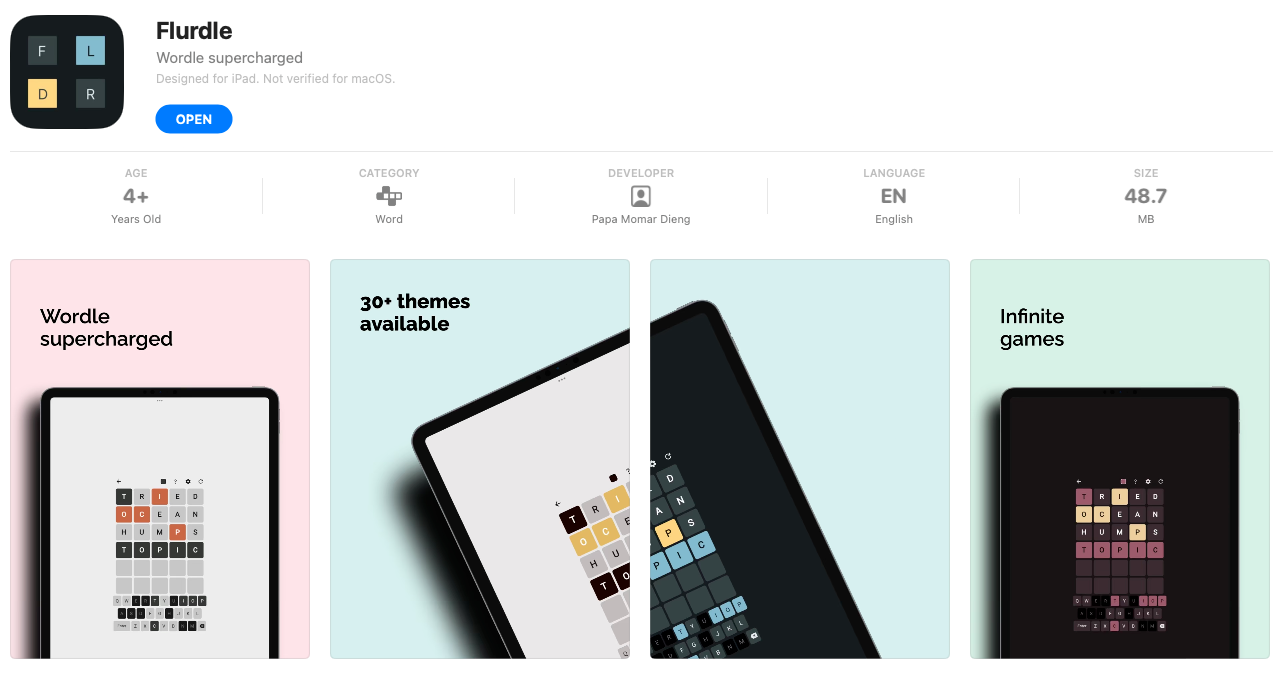 F L
D R
Flurdle
Wordle supercharged
Designed for iPad. Not verified for macOS.
OPEN
AGE
4+
Years Old
CATEGORY
Word
DEVELOPER
Papa Momar Dieng
LANGUAGE
EN
English
SIZE
48.7
MB
Wordle
supercharged
T R I E D
O C E A N
H U M P S
T O P I C
30+ themes
available
T R I
O C E
H U
T O
D
A N
P S
P I C
Infinite
games
T R I E D
O C E A N
H U M P S
T O P I C